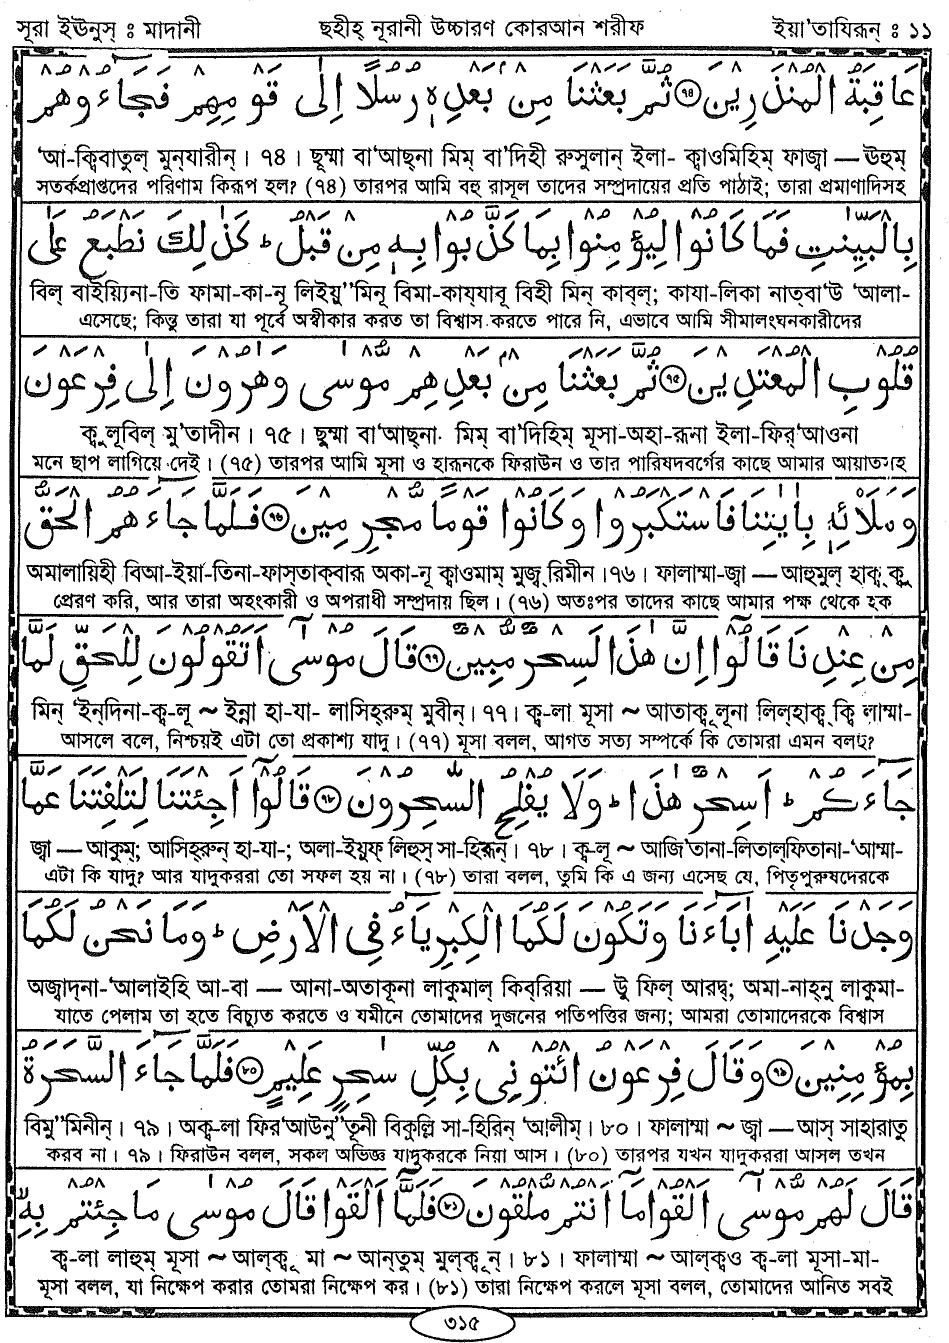 সূরা ইঊনুস্ : মাদানী ছহীহ্ নূরানী উচ্চারণ কোরআন শরীফ ইয়া'তাযিরূন্ : ১১
عَاقِبَةُ الْمُنْذَرِيْنَ ﴿٧٤﴾ ثُمَّ بَعَثْنَا مِنْۢ بَعْدِهٖ رُسُلًا اِلٰى قَوْمِهِمْ فَجَآءُوْهُمْ
'আ-ক্বিবাতুল্ মুন্‌যারীন্। ৭৪। ছুম্মা বা'আছ্‌না মিম্ বা'দিহী রুসুলান্ ইলা- ক্বাওমিহিম্ ফাজ্বা — ঊহুম্
সতর্কপ্রাপ্তদের পরিণাম কিরূপ হল? (৭৪) তারপর আমি বহু রাসূল তাদের সম্প্রদায়ের প্রতি পাঠাই; তারা প্রমাণাদিসহ
بِالْبَيِّنٰتِ فَمَا كَانُوْا لِيُؤْمِنُوْا بِمَا كَذَّبُوْا بِهٖ مِنْ قَبْلُ ؕ كَذٰلِكَ نَطْبَعُ عَلٰى
বিল্ বাইয়্যিনা-তি ফামা-কা-নূ লিইয়ু"মিনূ বিমা-কায্‌যাবূ বিহী মিন্ কাব্‌ল্; কাযা-লিকা নাত্ববা'উ 'আলা-
এসেছে; কিন্তু তারা যা পূর্বে অস্বীকার করত তা বিশ্বাস করতে পারে নি, এভাবে আমি সীমালংঘনকারীদের
قُلُوْبِ الْمُعْتَدِيْنَ ﴿٧٥﴾ ثُمَّ بَعَثْنَا مِنْۢ بَعْدِهِمْ مُّوْسٰى وَهٰرُوْنَ اِلٰى فِرْعَوْنَ
ক্বুলূবিল্ মু'তাদীন। ৭৫। ছুম্মা বা'আছ্‌না মিম্ বা'দিহিম্ মূসা-অহা-রূনা ইলা-ফির্'আওনা
মনে ছাপ লাগিয়ে দেই। (৭৫) তারপর আমি মূসা ও হারূনকে ফিরাউন ও তার পারিষদবর্গের কাছে আমার আয়াতসহ
وَمَلَا۟ئِهٖ بِاٰيٰتِنَا فَاسْتَكْبَرُوْا وَكَانُوْا قَوْمًا مُّجْرِمِيْنَ ﴿٧٦﴾ فَلَمَّا جَآءَهُمُ الْحَقُّ
অমালায়িহী বিআ-ইয়া-তিনা-ফাস্‌তাক্‌বারূ অকা-নূ ক্বাওমাম্ মুজ্ব্‌রিমীন।৭৬। ফালাম্মা-জ্বা — আহুমুল্ হাক্ব্‌ক্বু
প্রেরণ করি, আর তারা অহংকারী ও অপরাধী সম্প্রদায় ছিল। (৭৬) অতঃপর তাদের কাছে আমার পক্ষ থেকে হক
مِنْ عِنْدِنَا قَالُوْۤا اِنَّ هٰذَا لَسِحْرٌ مُّبِيْنٌ ﴿٧٧﴾ قَالَ مُوْسٰۤى اَتَقُوْلُوْنَ لِلْحَقِّ لَمَّا
মিন্ 'ইন্‌দিনা-ক্ব-লূ ~ ইন্না হা-যা- লাসিহ্‌রুম্ মুবীন্। ৭৭। ক্ব-লা মূসা ~ আতাক্বূলূনা লিল্‌হাক্ব্‌ক্বি লাম্মা-
আসলে বলে, নিশ্চয়ই এটা তো প্রকাশ্য যাদু। (৭৭) মূসা বলল, আগত সত্য সম্পর্কে কি তোমরা এমন বলছ?
جَآءَكُمْ ؕ اَسِحْرٌ هٰذَا ؕ وَلَا يُفْلِحُ السّٰحِرُوْنَ ﴿٧٨﴾ قَالُوْۤا اَجِئْتَنَا لِتَلْفِتَنَا عَمَّا
জ্বা — আকুম্; আসিহ্‌রুন্ হা-যা-; অলা-ইয়ুফ্‌লিহুস্ সা-হিরূন্। ৭৮। ক্ব-লূ ~ আজি'তানা-লিতাল্‌ফিতানা-'আম্মা-
এটা কি যাদু? আর যাদুকররা তো সফল হয় না। (৭৮) তারা বলল, তুমি কি এ জন্য এসেছ যে, পিতৃপুরুষদেরকে
وَجَدْنَا عَلَيْهِ اٰبَآءَنَا وَتَكُوْنَ لَكُمَا الْكِبْرِيَآءُ فِى الْاَرْضِ ؕ وَمَا نَحْنُ لَكُمَا
অজ্বাদ্‌না-'আলাইহি আ-বা — আনা-অতাকূনা লাকুমাল্ কিব্‌রিয়া — উ ফিল্ আরদ্ব্; অমা-নাহ্‌নু লাকুমা-
যাতে পেলাম তা হতে বিচ্যুত করতে ও যমীনে তোমাদের দুজনের পতিপত্তির জন্য; আমরা তোমাদেরকে বিশ্বাস
بِمُؤْمِنِيْنَ ﴿٧٩﴾ وَقَالَ فِرْعَوْنُ ائْتُوْنِىْ بِكُلِّ سٰحِرٍ عَلِيْمٍ ﴿٨٠﴾ فَلَمَّا جَآءَ السَّحَرَةُ
বিমু"মিনীন্। ৭৯। অক্ব-লা ফির্'আউনু"তূনী বিকুল্লি সা-হিরিন্ 'আলীম্।৮০। ফালাম্মা ~ জ্বা — আস্ সাহারাতু
করব না। ৭৯। ফিরাউন বলল, সকল অভিজ্ঞ যাদুকরকে নিয়া আস। (৮০) তারপর যখন যাদুকররা আসল তখন
قَالَ لَهُمْ مُّوْسٰۤى اَلْقُوْا مَاۤ اَنْتُمْ مُّلْقُوْنَ ﴿٨١﴾ فَلَمَّاۤ اَلْقَوْا قَالَ مُوْسٰى مَا جِئْتُمْ بِهِ ۙ
ক্ব-লা লাহুম্ মূসা ~ আল্‌ক্বূ মা ~ আন্‌তুম্ মুল্‌ক্বূন্। ৮১। ফালাম্মা ~ আল্‌ক্বও ক্ব-লা মূসা-মা-
মূসা বলল, যা নিক্ষেপ করার তোমরা নিক্ষেপ কর। (৮১) তারা নিক্ষেপ করলে মূসা বলল, তোমাদের আনিত সবই
৩১৫